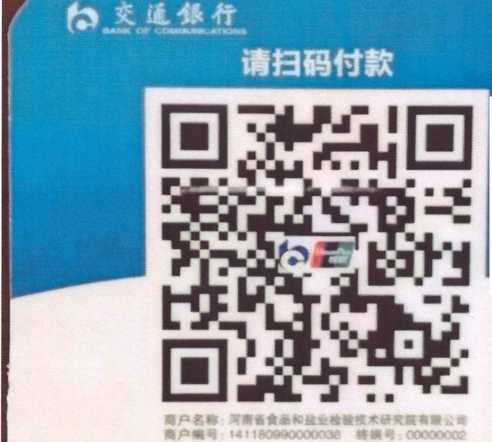 交通銀行
BANK OF COMMUNICATIONS
请扫码付款
商户名称：河南省食品和盐业检验技术研究院有限公司
商户编号：141180990000038 终端号：00000002